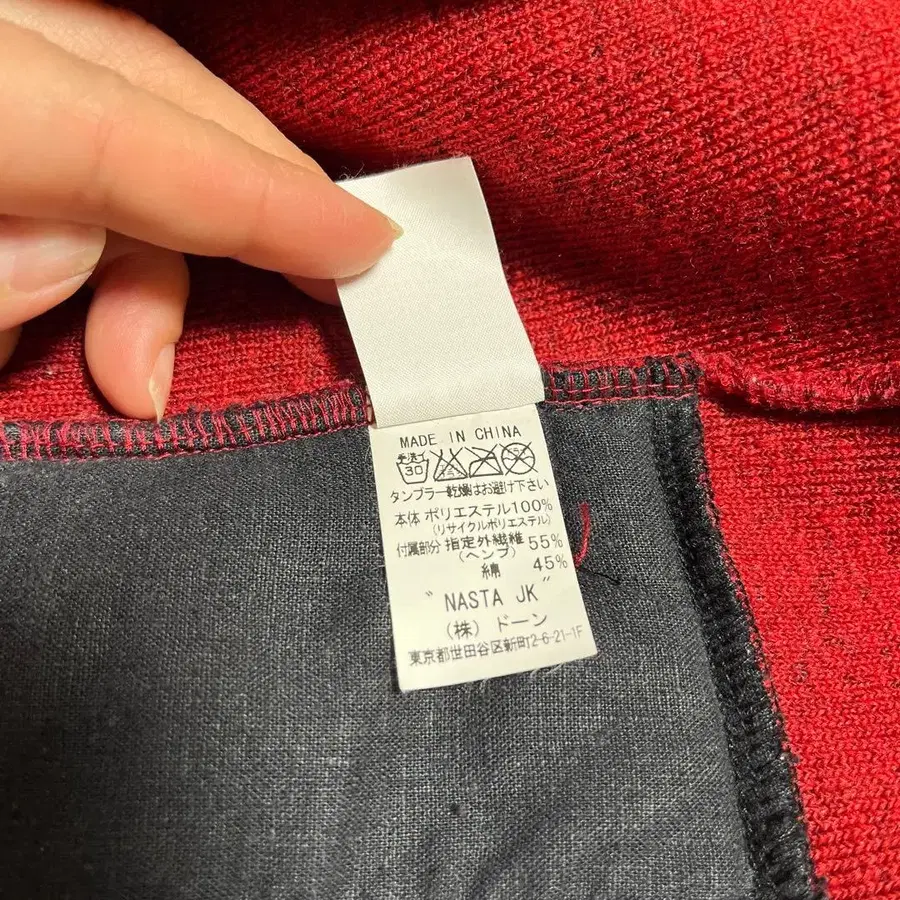 MADE IN CHINA
手洗イ
30
タンブラー乾燥はお避け下さい
本体 ポリエステル100%
(リサイクルポリエステル)
付属部分 指定外繊維 55%
(ヘンプ)
綿 45%
"NASTA JK"
(株) ドーン
東京都世田谷区新町2-6-21-1F